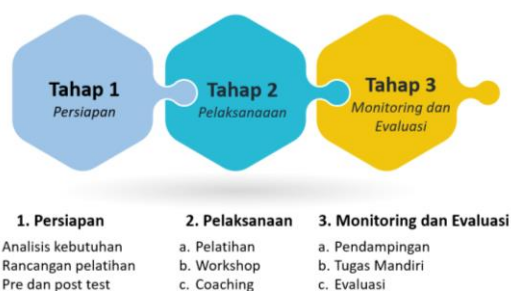 Tahap 1
Persiapan
Tahap 2
Pelaksanaaan
Tahap 3
Monitoring dan
Evaluasi
1. Persiapan
Analisis kebutuhan
Rancangan pelatihan
Pre dan post test
2. Pelaksanaan
a. Pelatihan
b. Workshop
c. Coaching
3. Monitoring dan Evaluasi
a. Pendampingan
b. Tugas Mandiri
c. Evaluasi